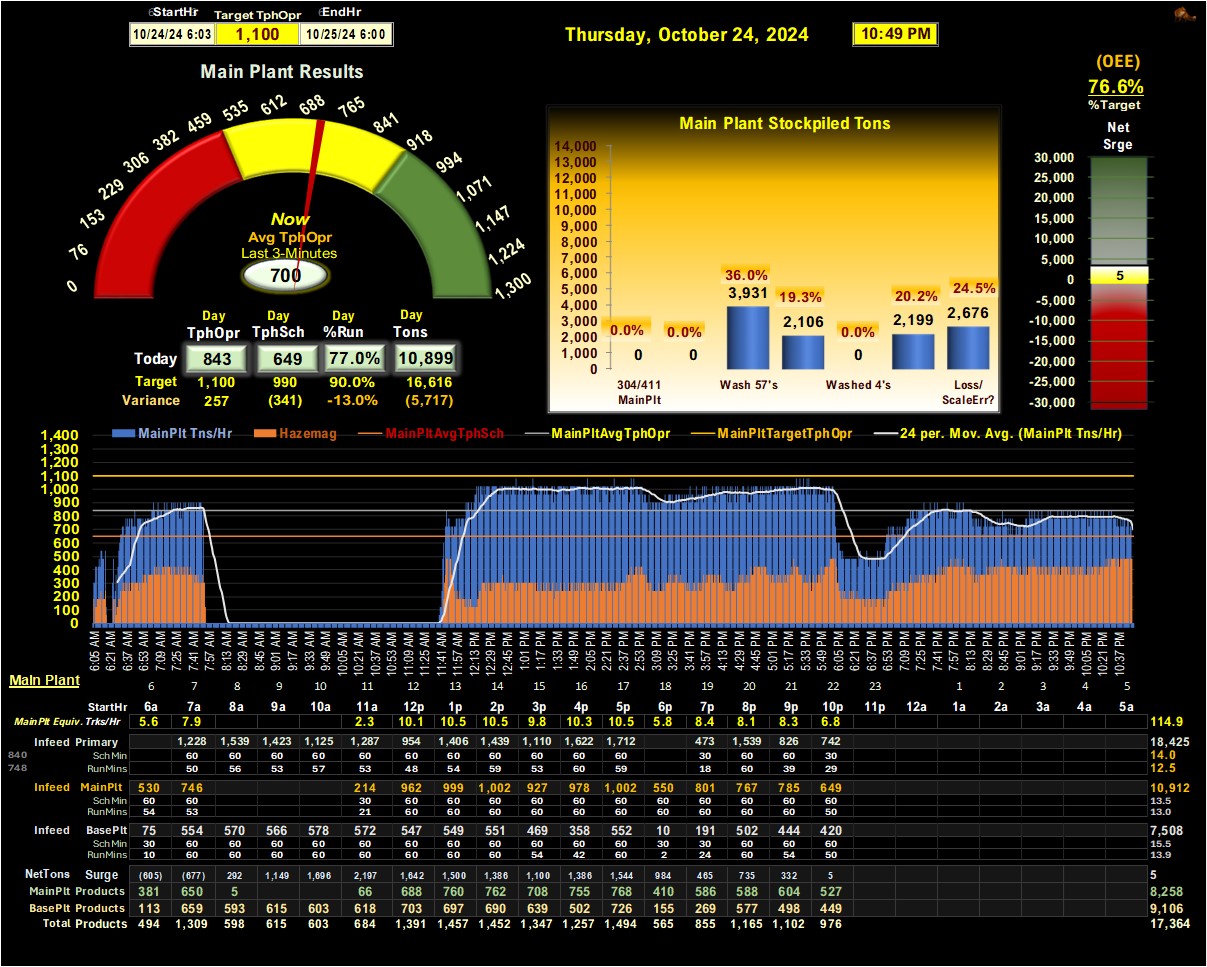 StartHr Target TphOpr EndHr
10/24/24 6:03 1,100 10/25/24 6:00
Thursday, October 24, 2024 10:49 PM
(OEE)
76.6%
%Target
Main Plant Results
0 76 153 229 306 382 459 535 612 688 765 841 918 994 1,071 1,147 1,224 1,300
Now
Avg TphOpr
Last 3-Minutes
700
Day Day Day Day
TphOpr TphSch %Run Tons
Today 843 649 77.0% 10,899
Target 1,100 990 90.0% 16,616
Variance 257 (341) -13.0% (5,717)
Main Plant Stockpiled Tons
14,000
13,000
12,000
11,000
10,000
9,000
8,000
7,000
6,000
5,000
4,000
3,000
2,000
1,000
0
0.0% 0.0% 36.0% 19.3% 0.0% 20.2% 24.5%
0 0 3,931 2,106 0 2,199 2,676
304/411 Wash 57's Washed 4's Loss/
MainPlt ScaleErr?
Net
Srge
30,000
25,000
20,000
15,000
10,000
5,000
0
-5,000
-10,000
-15,000
-20,000
-25,000
-30,000
5
MainPlt Tns/Hr Hazemag MainPltAvgTphSch MainPltAvgTphOpr MainPltTargetTphOpr 24 per. Mov. Avg. (MainPlt Tns/Hr)
1,400
1,300
1,200
1,100
1,000
900
800
700
600
500
400
300
200
100
0
6:05 AM 6:21 AM 6:37 AM 6:53 AM 7:09 AM 7:25 AM 7:41 AM 7:57 AM 8:13 AM 8:29 AM 8:45 AM 9:01 AM 9:17 AM 9:33 AM 9:49 AM 10:05 AM 10:21 AM 10:37 AM 10:53 AM 11:09 AM 11:25 AM 11:41 AM 11:57 AM 12:13 PM 12:29 PM 12:45 PM 1:01 PM 1:17 PM 1:33 PM 1:49 PM 2:05 PM 2:21 PM 2:37 PM 2:53 PM 3:09 PM 3:25 PM 3:41 PM 3:57 PM 4:13 PM 4:29 PM 4:45 PM 5:01 PM 5:17 PM 5:33 PM 5:49 PM 6:05 PM 6:21 PM 6:37 PM 6:53 PM 7:09 PM 7:25 PM 7:41 PM 7:57 PM 8:13 PM 8:29 PM 8:45 PM 9:01 PM 9:17 PM 9:33 PM 9:49 PM 10:05 PM 10:21 PM 10:37 PM
Main Plant 6 7 8 9 10 11 12 13 14 15 16 17 18 19 20 21 22 23 1 2 3 4 5
StartHr 6a 7a 8a 9a 10a 11a 12p 1p 2p 3p 4p 5p 6p 7p 8p 9p 10p 11p 12a 1a 2a 3a 4a 5a
MainPlt Equiv. Trks/Hr 5.6 7.9 2.3 10.1 10.5 10.5 9.8 10.3 10.5 5.8 8.4 8.1 8.3 6.8 114.9
Infeed Primary 1,228 1,539 1,423 1,125 1,287 954 1,406 1,439 1,110 1,622 1,712 473 1,539 826 742 18,425
840 SchMin 60 60 60 60 60 60 60 60 60 60 60 30 60 60 30 14.0
748 RunMins 50 56 53 57 53 48 54 59 53 60 59 18 60 39 29 12.5
Infeed MainPlt 530 746 214 962 999 1,002 927 978 1,002 550 801 767 785 649 10,912
SchMin 60 60 30 60 60 60 60 60 60 60 60 60 60 50 13.5
RunMins 54 53 21 60 60 60 60 60 60 60 60 60 60 50 13.0
Infeed BasePlt 75 554 570 566 578 572 547 549 551 469 358 552 10 191 502 444 420 7,508
SchMin 30 60 60 60 60 60 60 60 60 60 60 60 30 30 60 60 50 15.5
RunMins 10 60 60 60 60 60 60 60 60 54 42 60 2 24 60 54 50 13.9
NetTons Surge (605) (677) 292 1,149 1,696 2,197 1,642 1,500 1,386 1,100 1,386 1,544 984 465 735 332 5 5
MainPlt Products 381 650 5 66 688 760 762 708 755 768 410 586 588 604 527 8,258
BasePlt Products 113 659 593 615 603 618 703 697 690 639 502 726 155 269 577 498 449 9,106
Total Products 494 1,309 598 615 603 684 1,391 1,457 1,452 1,347 1,257 1,494 565 855 1,165 1,102 976 17,364